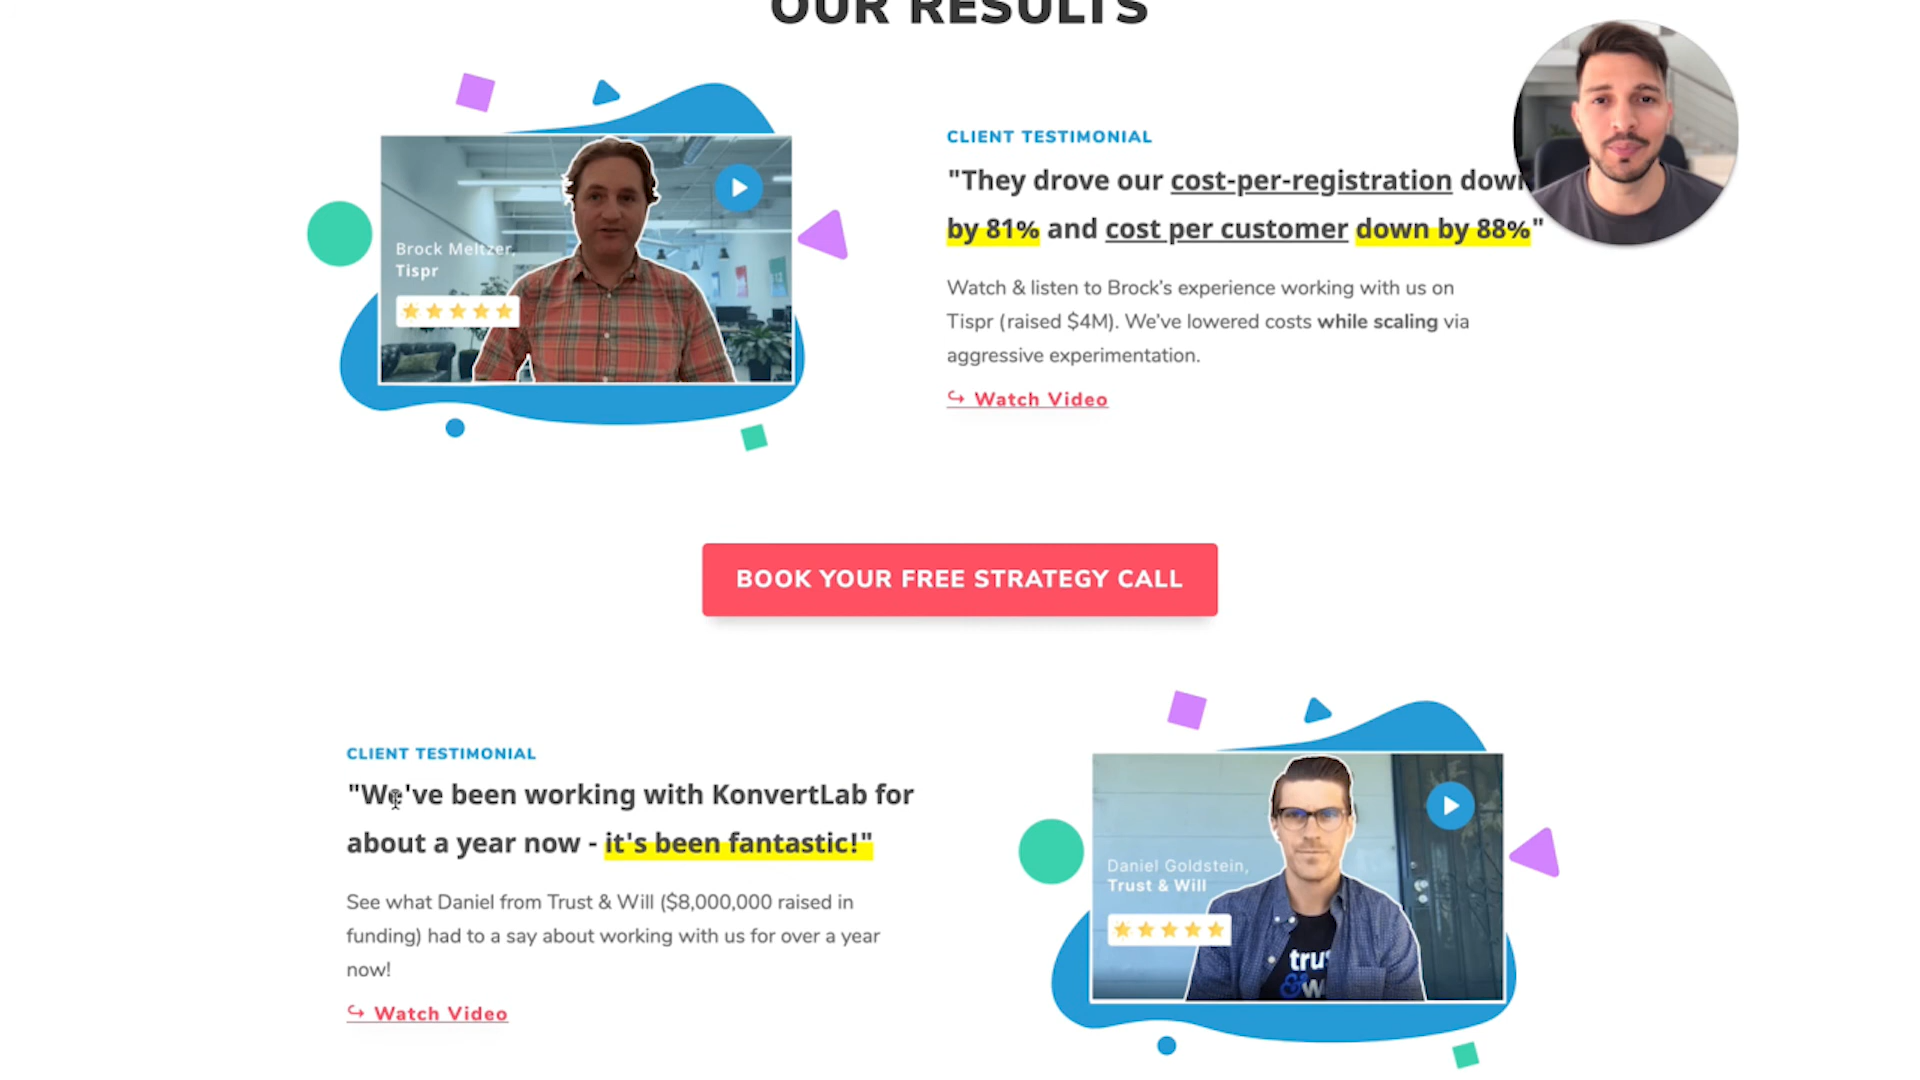 OUR RESULTS
CLIENT TESTIMONIAL
"They drove our cost-per-registration down
by 81% and cost per customer down by 88%"
Brock Meltzer,
Tispr
Watch & listen to Brock's experience working with us on
Tispr (raised $4M). We've lowered costs while scaling via
aggressive experimentation.
↪ Watch Video
BOOK YOUR FREE STRATEGY CALL
CLIENT TESTIMONIAL
"We've been working with KonvertLab for
about a year now - it's been fantastic!"
See what Daniel from Trust & Will ($8,000,000 raised in
funding) had to a say about working with us for over a year
now!
↪ Watch Video
Daniel Goldstein,
Trust & Will
trus
&W